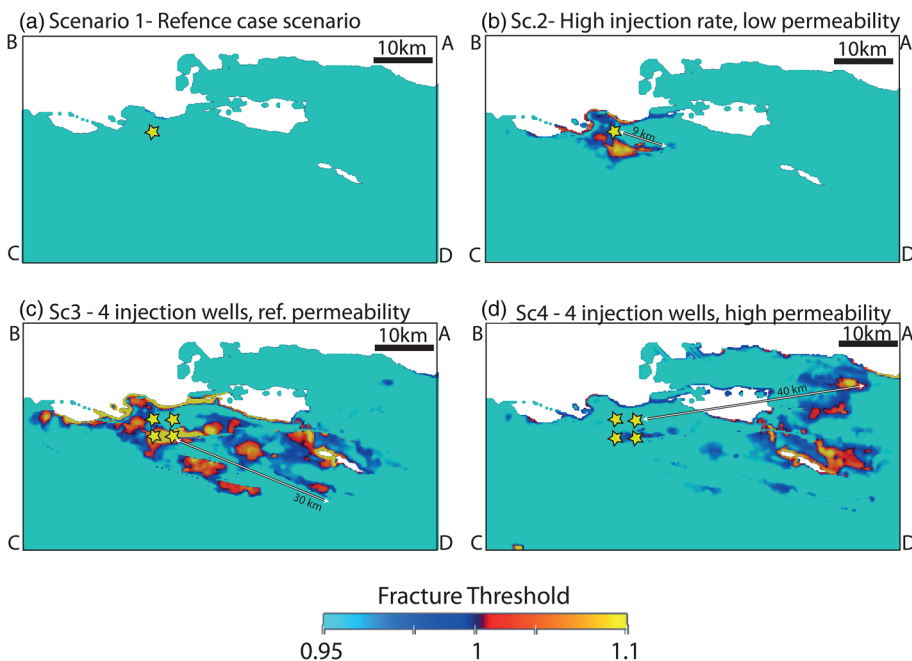 (a) Scenario 1- Refence case scenario
B
A
10km
C
D
(b) Sc.2- High injection rate, low permeability
B
A
10km
9 km
C
D
(c) Sc3 - 4 injection wells, ref. permeability
B
A
10km
30 km
C
D
(d) Sc4 - 4 injection wells, high permeability
B
A
10km
40 km
C
D
Fracture Threshold
0.95 1 1.1